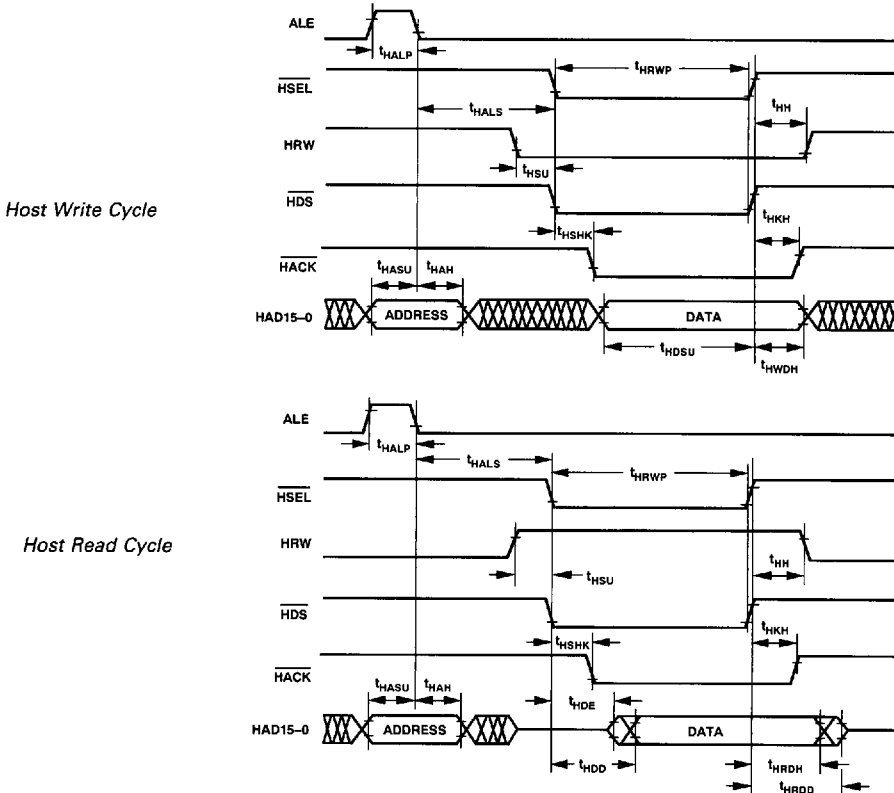 ALE
tHALP
tHRWP
HSEL
tHALS
tHH
HRW
tHSU
Host Write Cycle
HDS
tHSHK
tHKH
HACK
tHASU tHAH
HAD15–0 ADDRESS DATA
tHDSU tHWDH
ALE
tHALP
tHALS tHRWP
HSEL
Host Read Cycle
HRW
tHSU tHH
HDS
tHSHK tHKH
HACK
tHASU tHAH
tHDE
HAD15–0 ADDRESS DATA
tHDD tHRDH
tHRDD